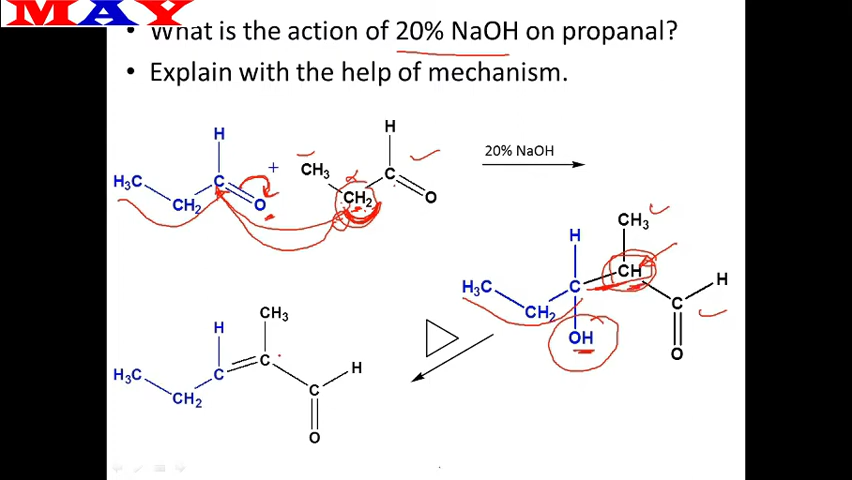 MAY
• What is the action of 20% NaOH on propanal?
• Explain with the help of mechanism.
H H
H3C CH2 C O + CH3 CH2 α C O
20% NaOH
H3C CH2 C H OH CH CH3 C H O
H3C CH2 C H C CH3 C H O